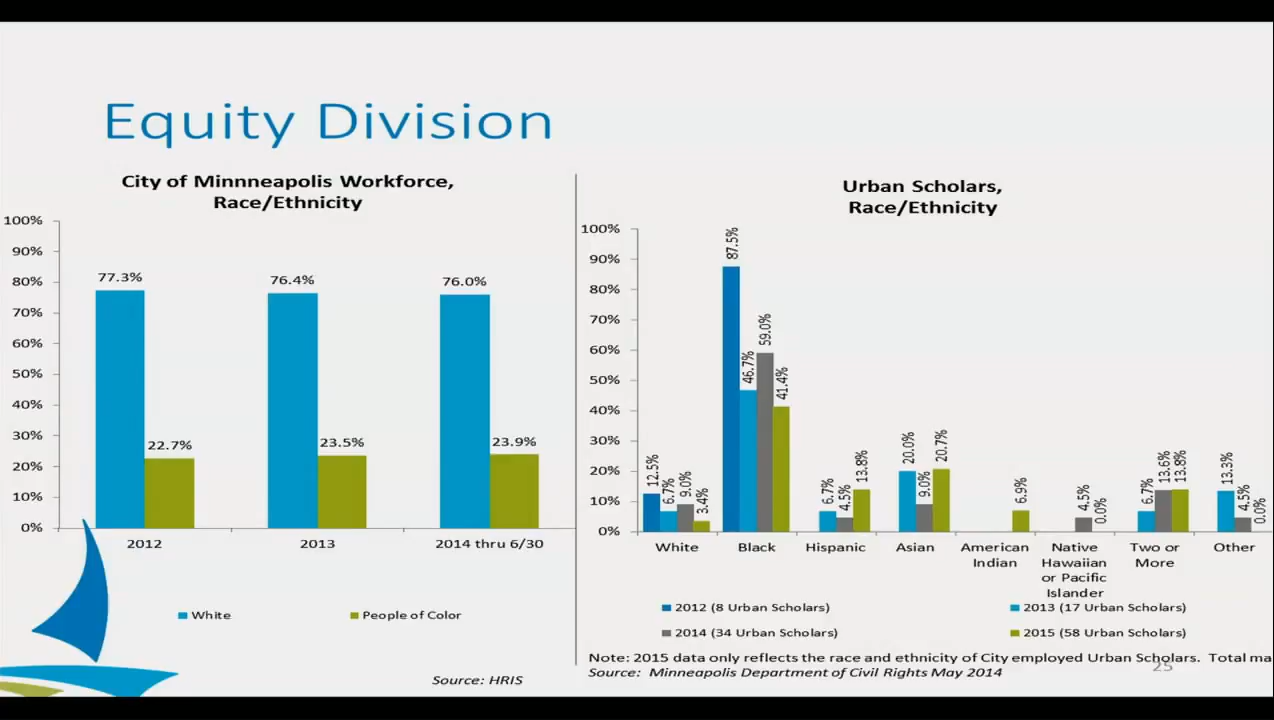 Equity Division
City of Minnneapolis Workforce,
Race/Ethnicity
100%
90%
80%
70%
60%
50%
40%
30%
20%
10%
0%
77.3%
22.7%
76.4%
23.5%
76.0%
23.9%
2012
2013
2014 thru 6/30
White
People of Color
Source: HRIS
Urban Scholars,
Race/Ethnicity
100%
90%
80%
70%
60%
50%
40%
30%
20%
10%
0%
12.5%
6.7%
9.0%
3.4%
87.5%
46.7%
59.0%
41.4%
6.7%
4.5%
13.8%
20.0%
9.0%
20.7%
6.9%
4.5%
0.0%
6.7%
13.6%
13.8%
13.3%
4.5%
0.0%
White
Black
Hispanic
Asian
American
Indian
Native
Hawaiian
or Pacific
Islander
Two or
More
Other
2012 (8 Urban Scholars)
2013 (17 Urban Scholars)
2014 (34 Urban Scholars)
2015 (58 Urban Scholars)
Note: 2015 data only reflects the race and ethnicity of City employed Urban Scholars. Total ma
Source: Minneapolis Department of Civil Rights May 2014
25